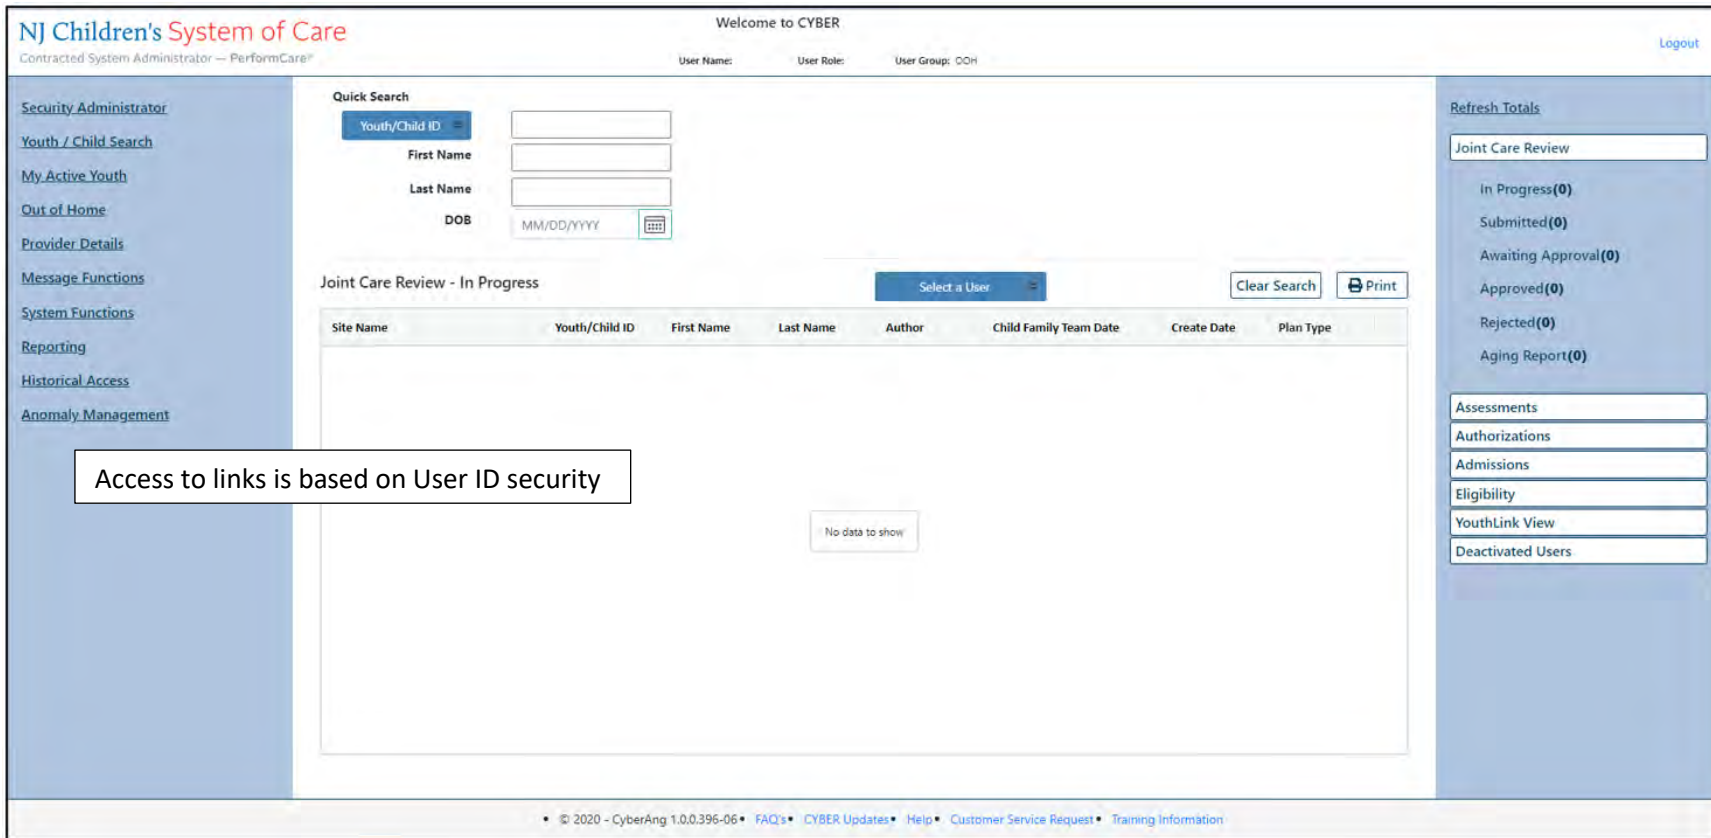 NJ Children's System of Care
Contracted System Administrator — PerformCare®
Welcome to CYBER
User Name:
User Role:
User Group: OOH
Logout
Security Administrator
Youth / Child Search
My Active Youth
Out of Home
Provider Details
Message Functions
System Functions
Reporting
Historical Access
Anomaly Management
Access to links is based on User ID security
Quick Search
Youth/Child ID
First Name
Last Name
DOB
MM/DD/YYYY
Joint Care Review - In Progress
Select a User
Clear Search
Print
Site Name Youth/Child ID First Name Last Name Author Child Family Team Date Create Date Plan Type
No data to show
Refresh Totals
Joint Care Review
In Progress(0)
Submitted(0)
Awaiting Approval(0)
Approved(0)
Rejected(0)
Aging Report(0)
Assessments
Authorizations
Admissions
Eligibility
YouthLink View
Deactivated Users
• © 2020 - CyberAng 1.0.0.396-06 • FAQ's • CYBER Updates • Help • Customer Service Request • Training Information